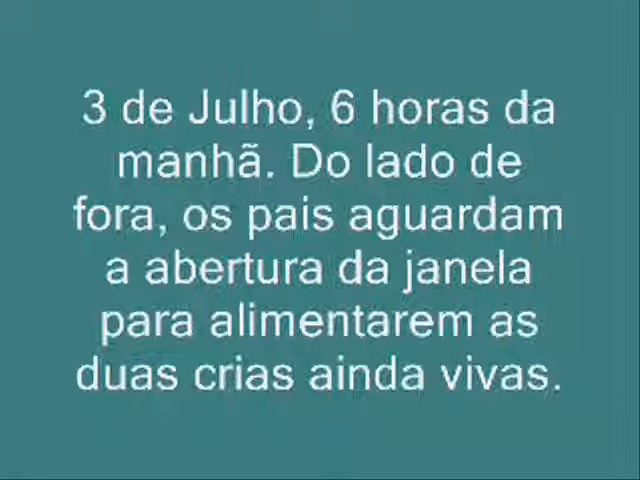 3 de Julho, 6 horas da
manhã. Do lado de
fora, os pais aguardam
a abertura da janela
para alimentarem as
duas crias ainda vivas.